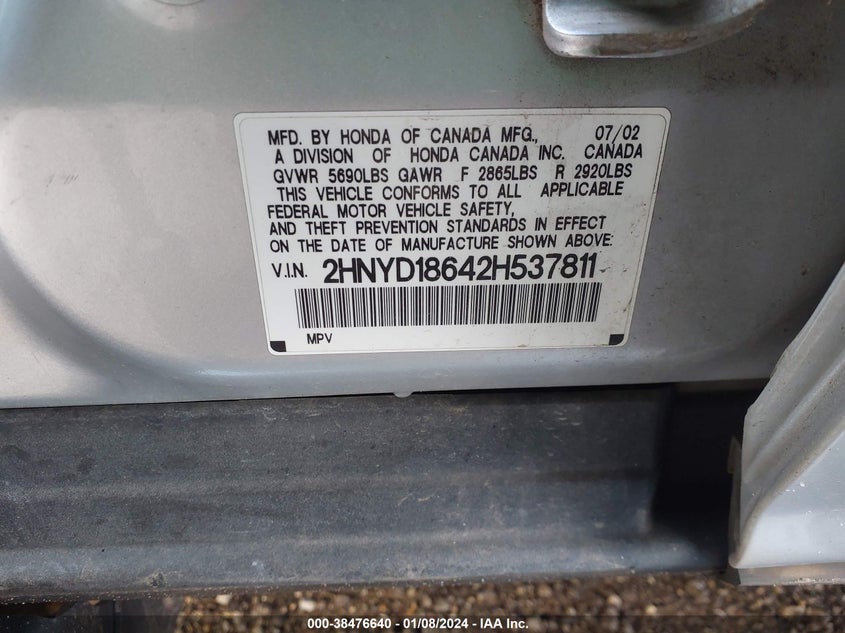 MFD. BY HONDA OF CANADA MFG., 07/02
A DIVISION OF HONDA CANADA INC. CANADA
GVWR 5690LBS GAWR F 2865LBS R 2920LBS
THIS VEHICLE CONFORMS TO ALL APPLICABLE
FEDERAL MOTOR VEHICLE SAFETY,
AND THEFT PREVENTION STANDARDS IN EFFECT
ON THE DATE OF MANUFACTURE SHOWN ABOVE:
V.I.N. 2HNYD18642H537811
MPV
000-38476640 - 01/08/2024 - IAA Inc.